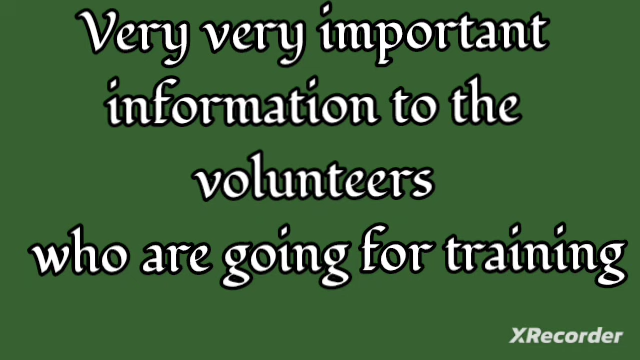 Very very important
information to the
volunteers
who are going for training
XRecorder